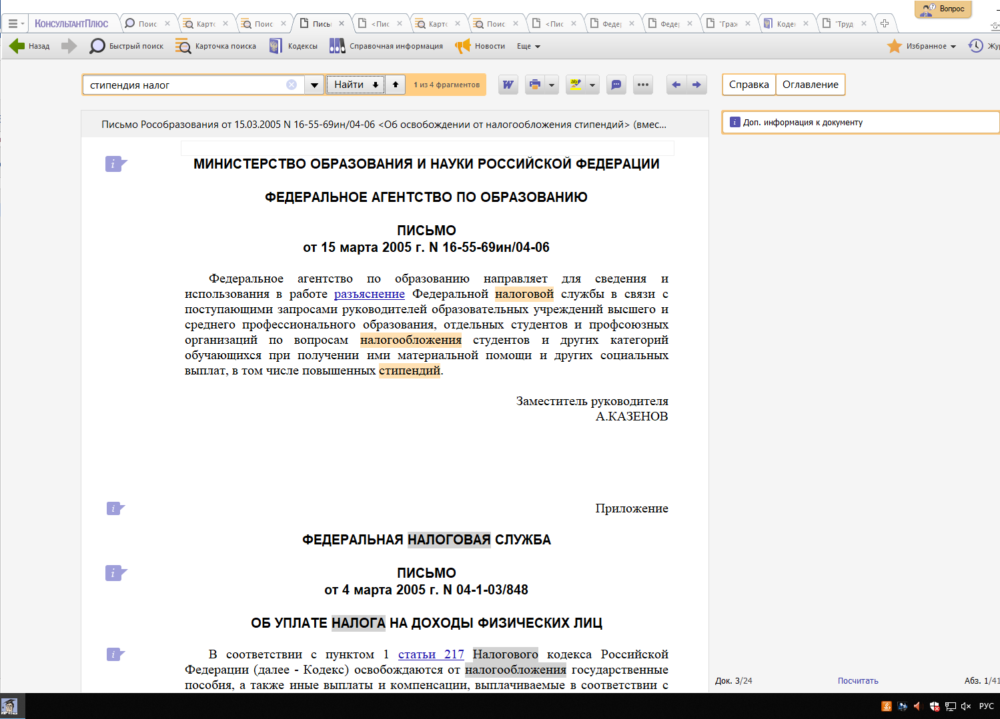 Вопрос
КонсультантПлюс
Поис
Карто
Поис
Пись
<Пис
Карто
Поис
<Пис
Феде
Феде
"Граж
Коде
"Труд
Назад
Быстрый поиск
Карточка поиска
Кодексы
Справочная информация
Новости
Еще
Избранное
Жу
стипендия налог
Найти
1 из 4 фрагментов
W
ab
Справка
Оглавление
Письмо Рособразования от 15.03.2005 N 16-55-69ин/04-06 <Об освобождении от налогообложения стипендий> (вмес...
i Доп. информация к документу
i
МИНИСТЕРСТВО ОБРАЗОВАНИЯ И НАУКИ РОССИЙСКОЙ ФЕДЕРАЦИИ
ФЕДЕРАЛЬНОЕ АГЕНТСТВО ПО ОБРАЗОВАНИЮ
ПИСЬМО
от 15 марта 2005 г. N 16-55-69ин/04-06
Федеральное агентство по образованию направляет для сведения и
использования в работе разъяснение Федеральной налоговой службы в связи с
поступающими запросами руководителей образовательных учреждений высшего и
среднего профессионального образования, отдельных студентов и профсоюзных
организаций по вопросам налогообложения студентов и других категорий
обучающихся при получении ими материальной помощи и других социальных
выплат, в том числе повышенных стипендий.
Заместитель руководителя
А.КАЗЕНОВ
i
Приложение
ФЕДЕРАЛЬНАЯ НАЛОГОВАЯ СЛУЖБА
i
ПИСЬМО
от 4 марта 2005 г. N 04-1-03/848
ОБ УПЛАТЕ НАЛОГА НА ДОХОДЫ ФИЗИЧЕСКИХ ЛИЦ
i
В соответствии с пунктом 1 статьи 217 Налогового кодекса Российской
Федерации (далее - Кодекс) освобождаются от налогообложения государственные
пособия, а также иные выплаты и компенсации, выплачиваемые в соответствии с
Док. 3/24
Посчитать
Абз. 1/41
РУС